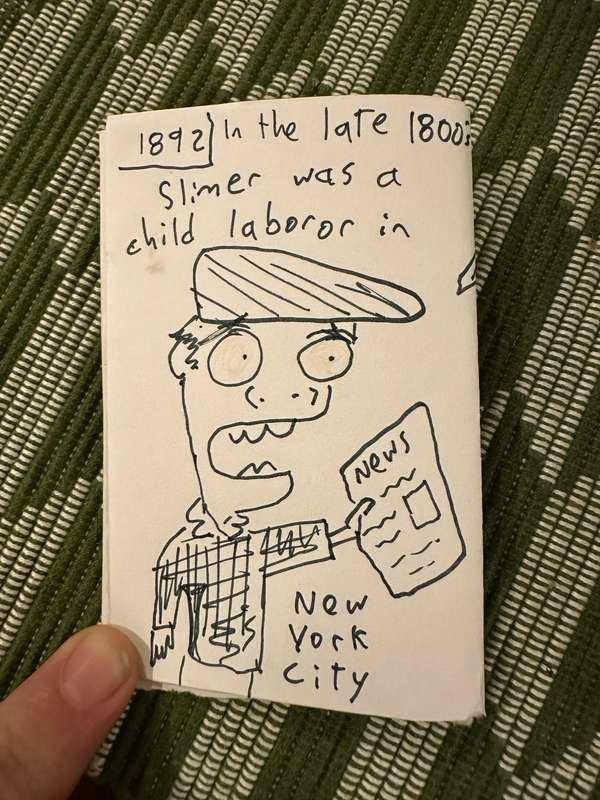 1892 In the late 1800s
Slimer was a
child laboror in
News
New
York
City